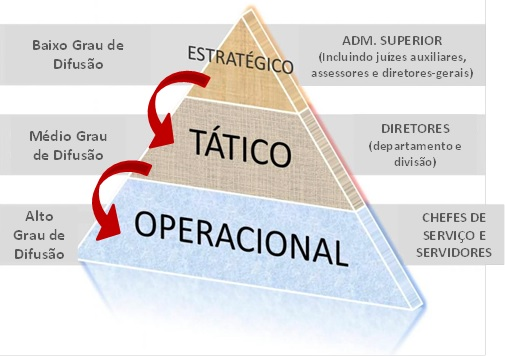 Baixo Grau de
Difusão
ESTRATÉGICO
ADM. SUPERIOR
(Incluindo juízes auxiliares,
assessores e diretores-gerais)
Médio Grau
de Difusão
TÁTICO
DIRETORES
(departamento e
divisão)
Alto
Grau de
Difusão
OPERACIONAL
CHEFES DE
SERVIÇO E
SERVIDORES